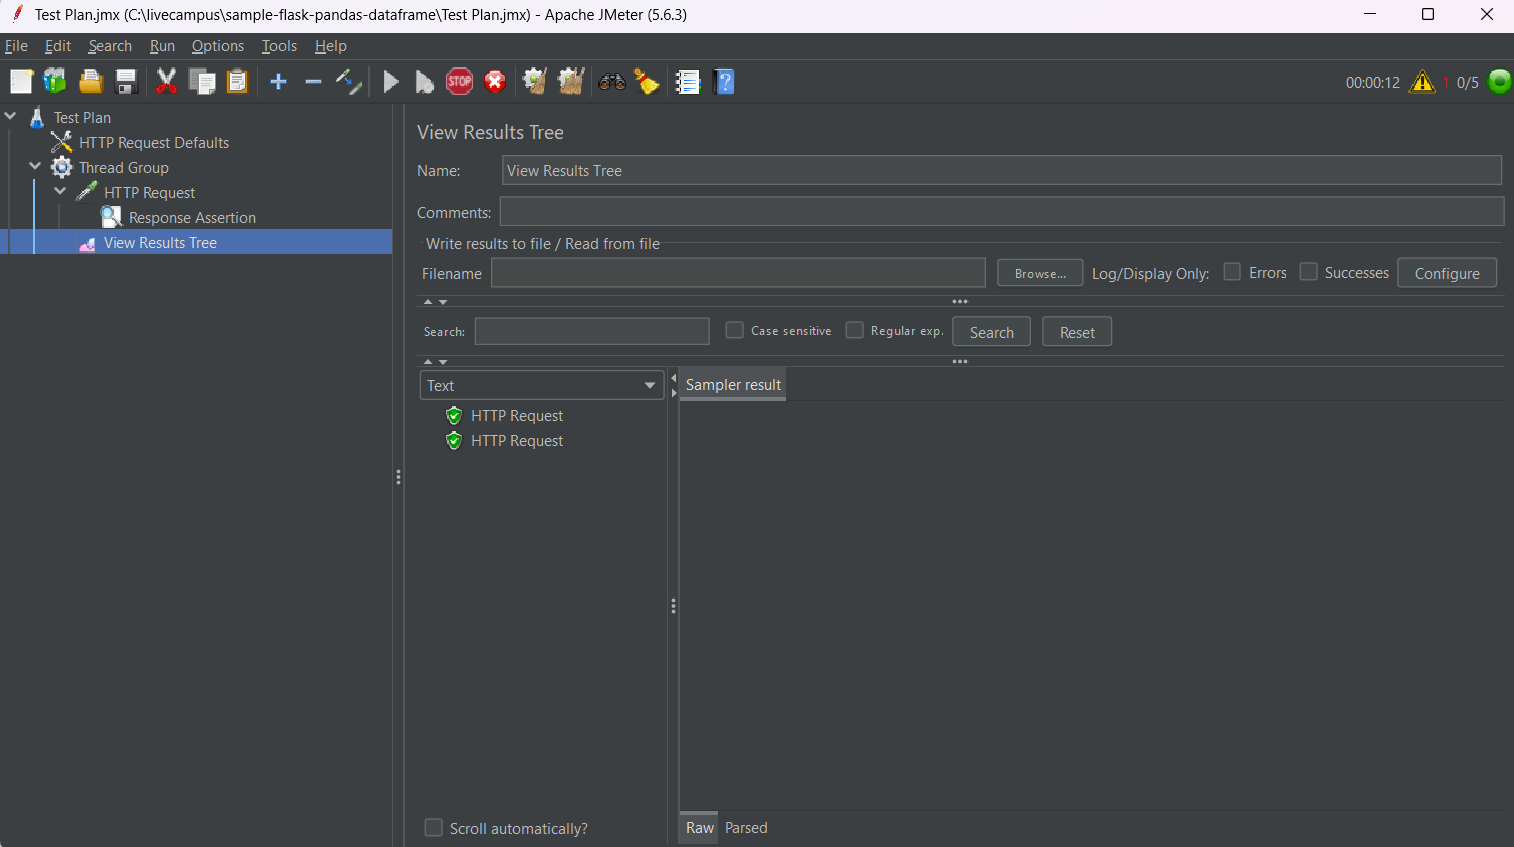 Test Plan.jmx (C:\livecampus\sample-flask-pandas-dataframe\Test Plan.jmx) - Apache JMeter (5.6.3)
File Edit Search Run Options Tools Help
STOP ? 00:00:12 1 0/5
Test Plan
HTTP Request Defaults
Thread Group
HTTP Request
Response Assertion
View Results Tree
View Results Tree
Name: View Results Tree
Comments:
Write results to file / Read from file
Filename Browse... Log/Display Only: Errors Successes Configure
Search: Case sensitive Regular exp. Search Reset
Text
HTTP Request
HTTP Request
Scroll automatically?
Sampler result
Raw Parsed